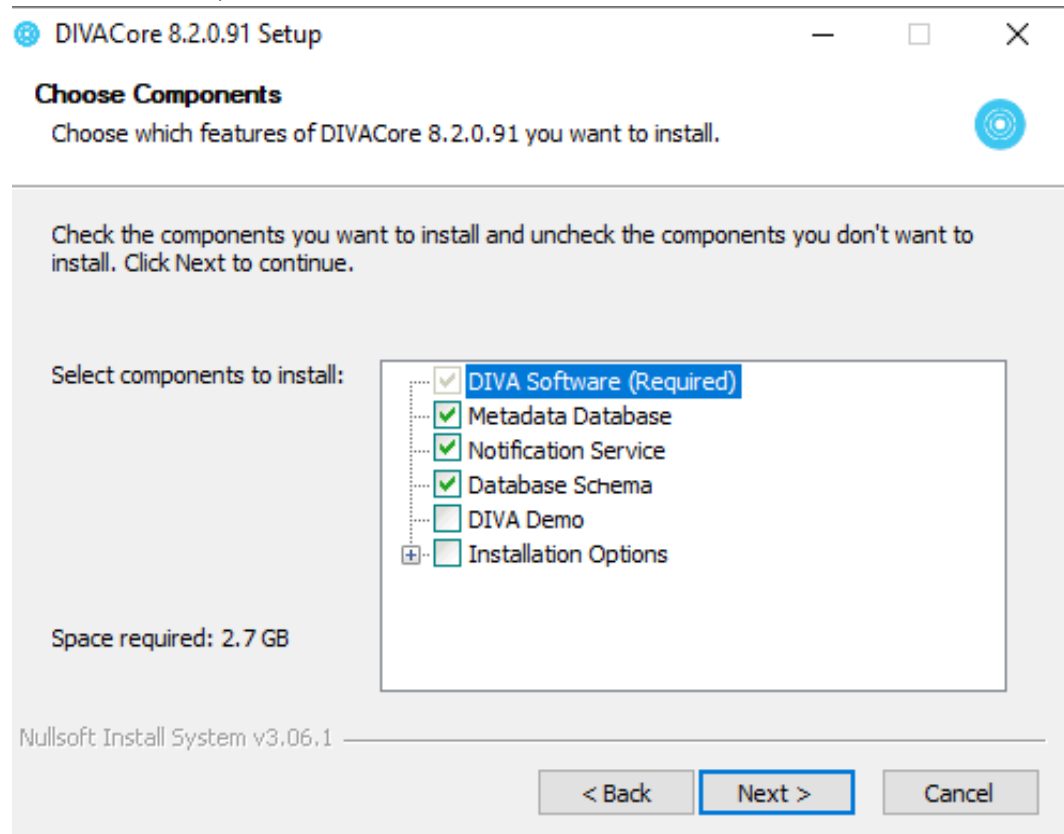 DIVACore 8.2.0.91 Setup
Choose Components
Choose which features of DIVACore 8.2.0.91 you want to install.
Check the components you want to install and uncheck the components you don't want to
install. Click Next to continue.
Select components to install:
DIVA Software (Required)
Metadata Database
Notification Service
Database Schema
DIVA Demo
Installation Options
Space required: 2.7 GB
Nullsoft Install System v3.06.1
< Back
Next >
Cancel